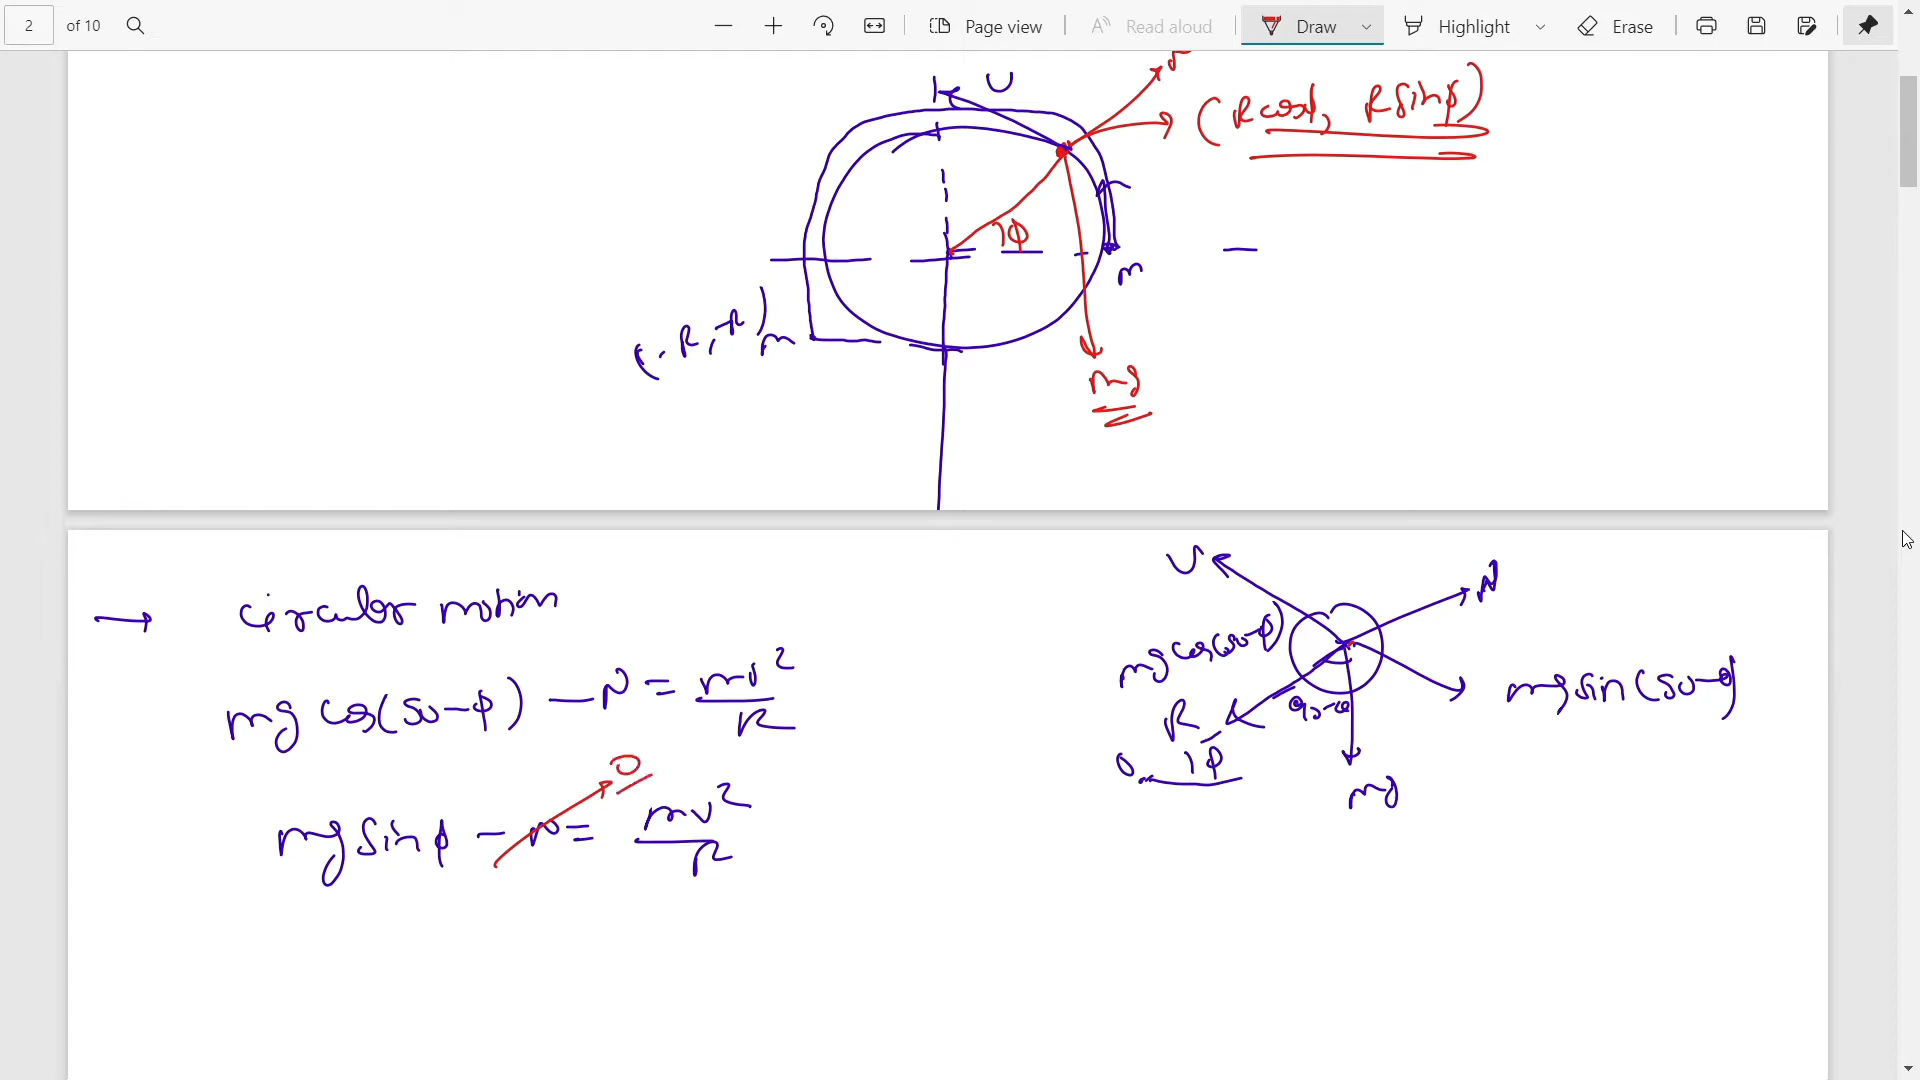 2 of 10 Page view Read aloud Draw Highlight Erase
U
(R cosϕ, R sinϕ)
ϕ
m
(-R, -R) m
mg
→ circular motion
mg cos(90-ϕ) - N = mv²/R
mg sinϕ - N = mv²/R
0
U
N
mg cos(90-ϕ)
mg sin(90-ϕ)
R
90-ϕ
O ϕ
mg